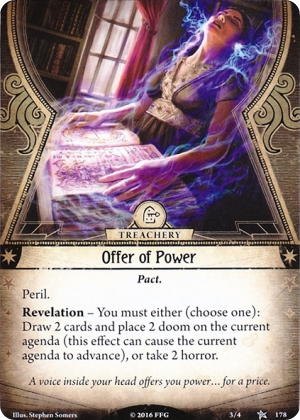 TREACHERY
Offer of Power
Pact.
Peril.
Revelation – You must either (choose one):
Draw 2 cards and place 2 doom on the current
agenda (this effect can cause the current
agenda to advance), or take 2 horror.
A voice inside your head offers you power... for a price.
Illus. Stephen Somers © 2016 FFG 3/4 178